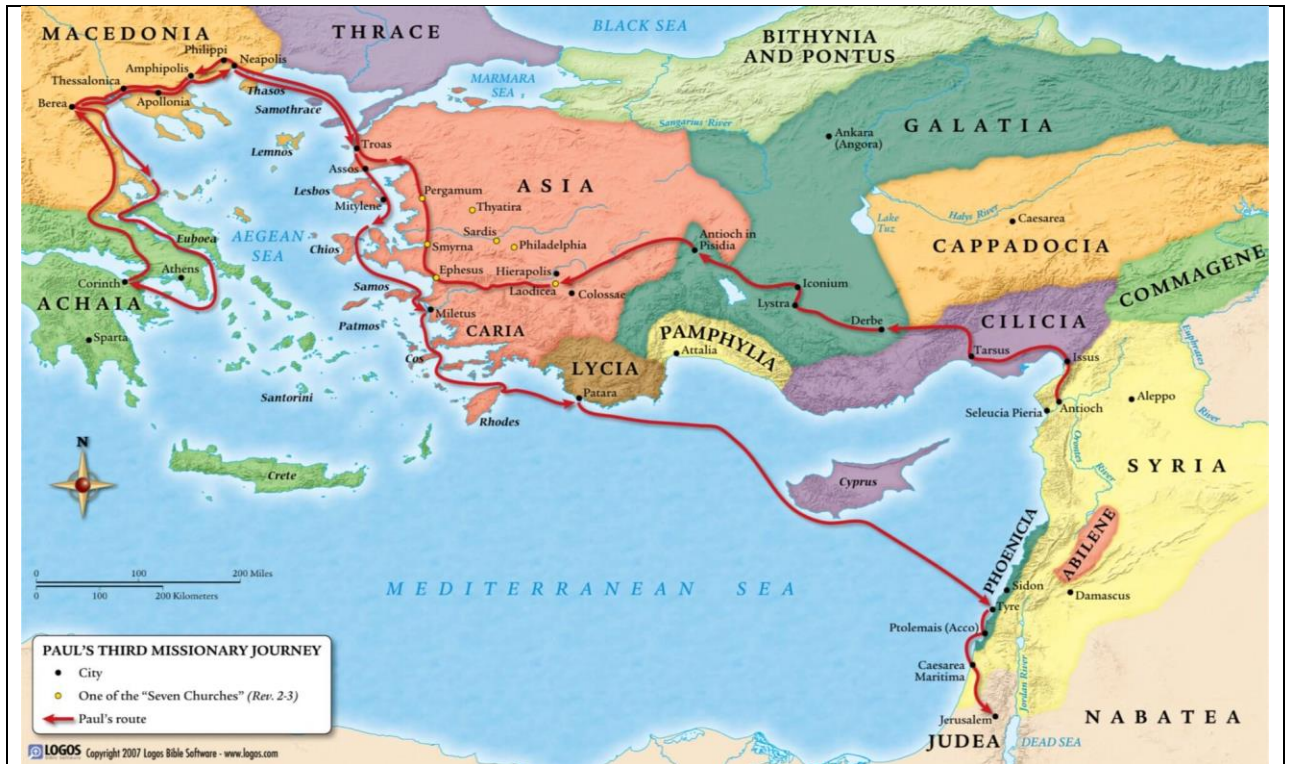 BLACK SEA
MACEDONIA
THRACE
BITHYNIA
AND PONTUS
Philippi
Neapolis
Amphipolis
Thessalonica
Berea
Apollonia
Thasos
Samothrace
MARMARA
SEA
Sangarius River
Ankara
(Angora)
GALATIA
Lemnos
Troas
Assos
ASIA
Lesbos
Mitylene
Pergamum
Thyatira
Lake
Tuz
Halys River
Caesarea
CAPPADOCIA
AEGEAN
SEA
Euboea
Chios
Smyrna
Sardis
Philadelphia
Antioch in
Pisidia
COMMAGENE
Athens
Corinth
ACHAIA
Sparta
Samos
Ephesus
Hierapolis
Laodicea
Colossae
Iconium
Lystra
Derbe
CILICIA
Tarsus
Issus
Euphrates
River
Patmos
Miletus
CARIA
PAMPHYLIA
Attalia
Cos
LYCIA
Patara
Santorini
Rhodes
Seleucia Pieria
Antioch
Aleppo
Orontes
River
SYRIA
N
Crete
Cyprus
PHOENICIA
ABILENE
Sidon
Damascus
Tyre
MEDITERRANEAN SEA
Ptolemais (Acco)
Caesarea
Maritima
Jordan River
Jerusalem
JUDEA
DEAD SEA
NABATEA
0 100 200 Miles
0 100 200 Kilometers
PAUL'S THIRD MISSIONARY JOURNEY
City
One of the "Seven Churches" (Rev. 2-3)
Paul's route
LOGOS Copyright 2007 Logos Bible Software - www.logos.com